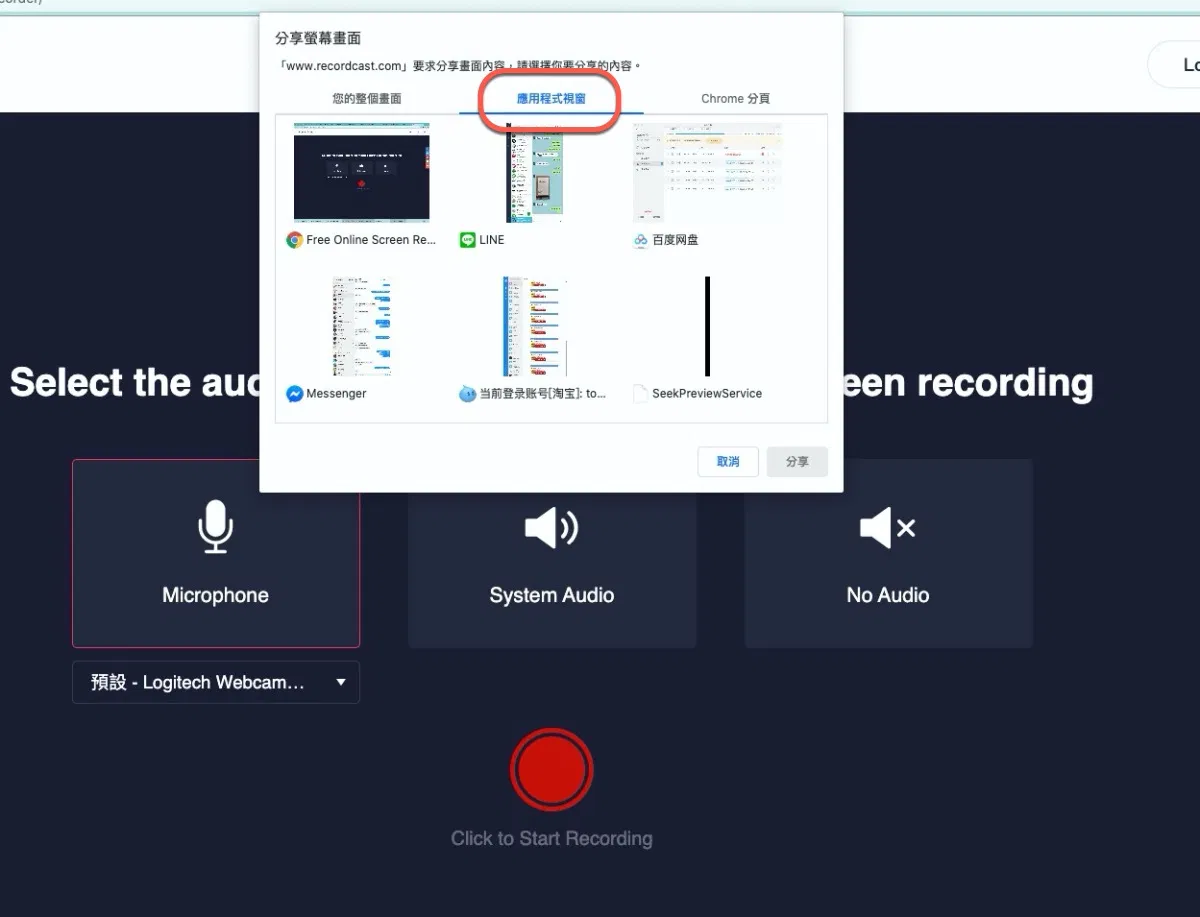 分享螢幕畫面
「www.recordcast.com」要求分享畫面內容，請選擇你要分享的內容。
您的整個畫面
應用程式視窗
Chrome 分頁
Free Online Screen Re...
LINE
百度网盘
Messenger
当前登录账号[淘宝]: to...
SeekPreviewService
取消
分享
Select the
een recording
Microphone
System Audio
No Audio
預設 - Logitech Webcam...
Click to Start Recording